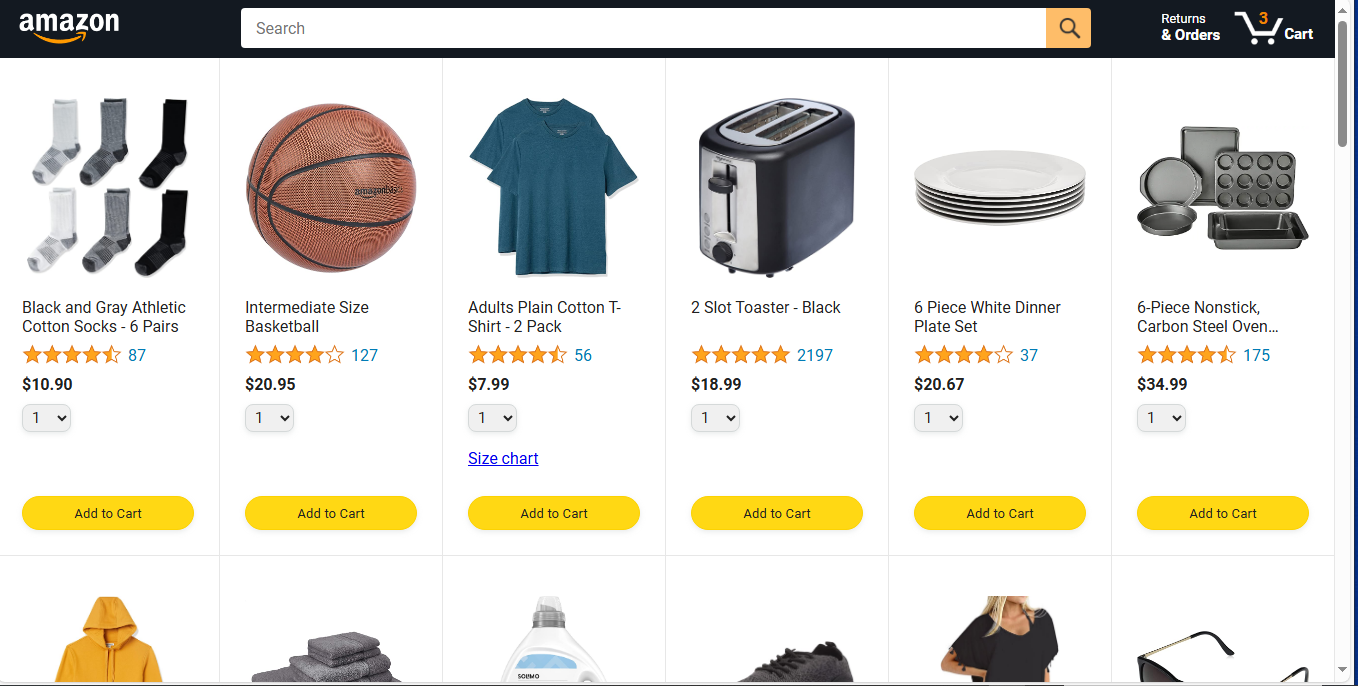 amazon
Search
Returns
& Orders
3
Cart
amazonbasics
Black and Gray Athletic
Cotton Socks - 6 Pairs
87
$10.90
1
Intermediate Size
Basketball
127
$20.95
1
Adults Plain Cotton T-
Shirt - 2 Pack
56
$7.99
1
Size chart
2 Slot Toaster - Black
2197
$18.99
1
6 Piece White Dinner
Plate Set
37
$20.67
1
6-Piece Nonstick,
Carbon Steel Oven...
175
$34.99
1
Add to Cart
Add to Cart
Add to Cart
Add to Cart
Add to Cart
Add to Cart
SOLIMO